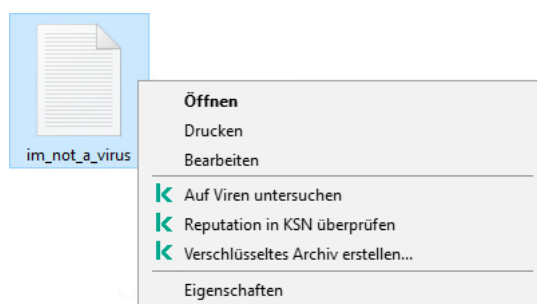 im_not_a_virus
Öffnen
Drucken
Bearbeiten
Auf Viren untersuchen
Reputation in KSN überprüfen
Verschlüsseltes Archiv erstellen...
Eigenschaften